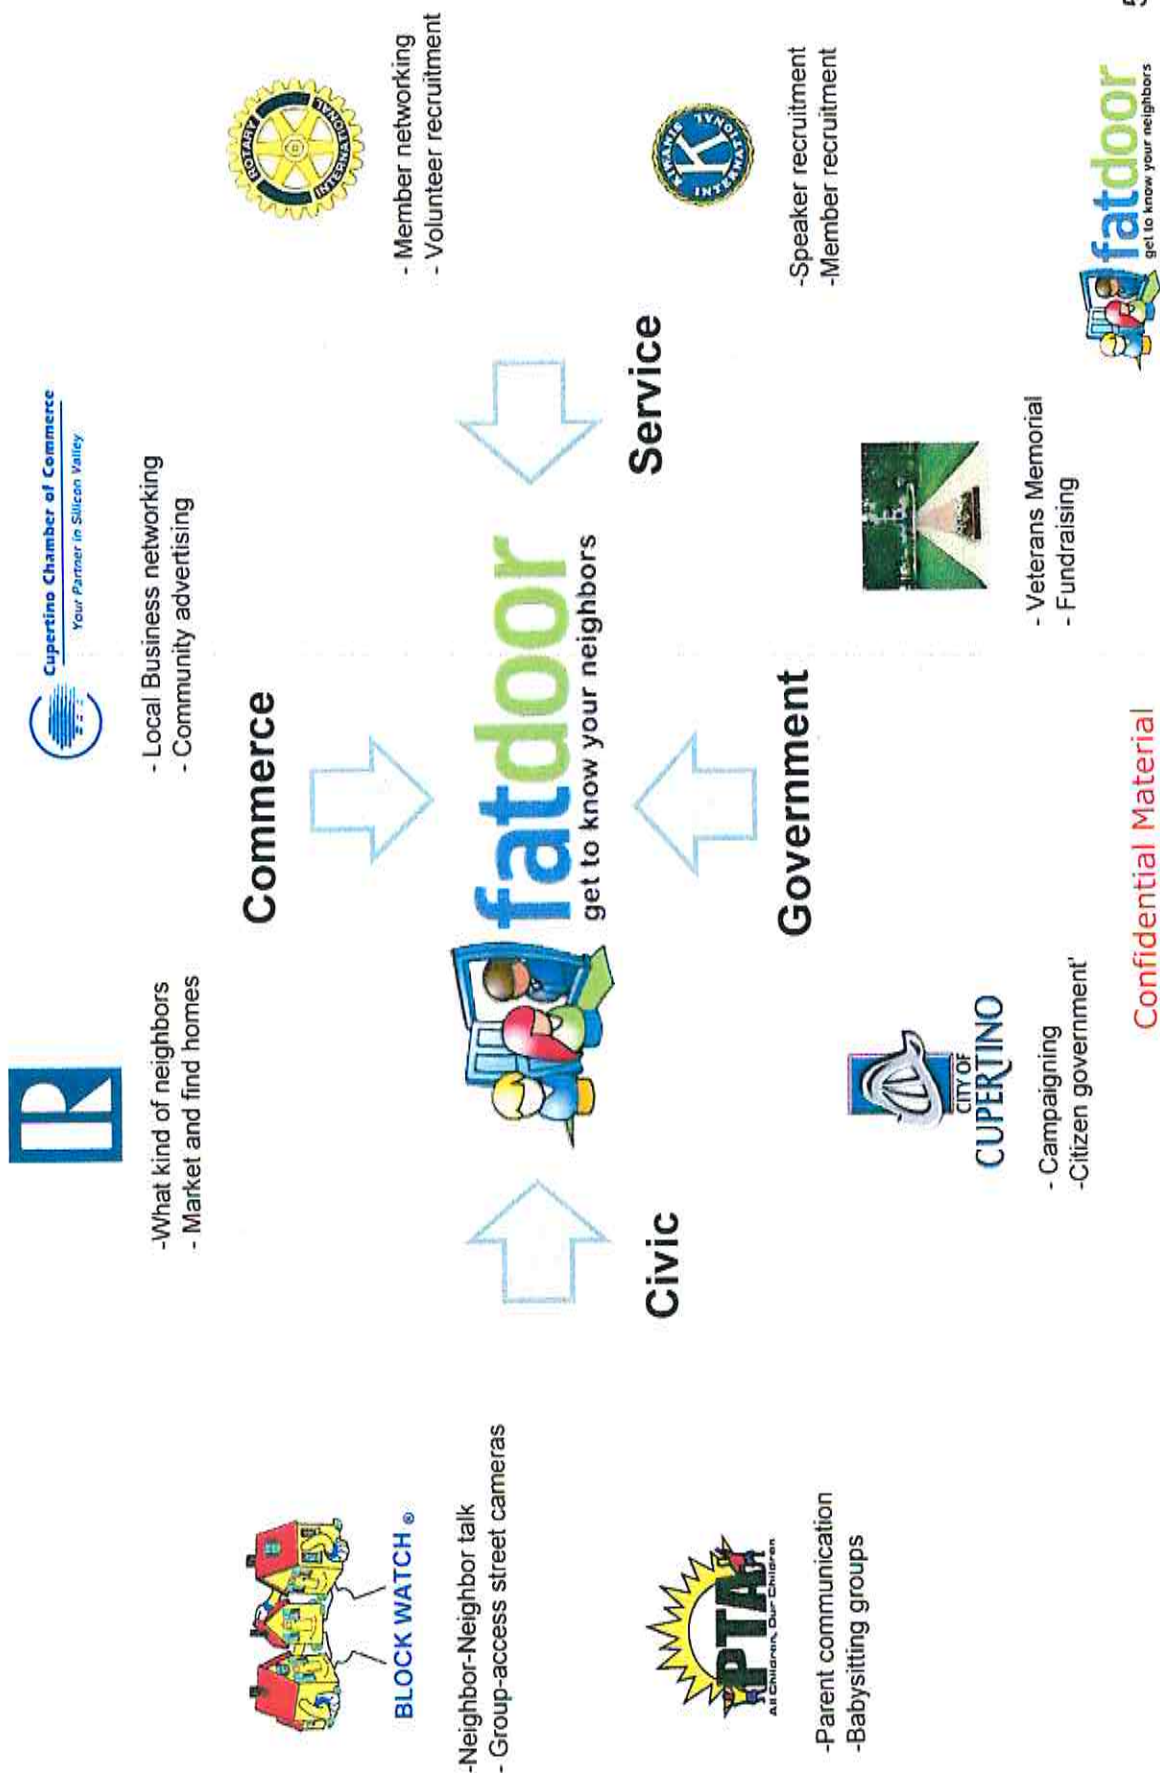 IR
-What kind of neighbors
- Market and find homes
Cupertino Chamber of Commerce
Your Partner in Silicon Valley
- Local Business networking
- Community advertising
BLOCK WATCH ®
-Neighbor-Neighbor talk
- Group-access street cameras
Commerce
ROTARY
INTERNATIONAL
- Member networking
- Volunteer recruitment
fatdoor
get to know your neighbors
Civic
Service
PTA
All Children, Our Children
-Parent communication
-Babysitting groups
KIWANIS
K
INTERNATIONAL
-Speaker recruitment
-Member recruitment
Government
CITY OF
CUPERTINO
- Campaigning
-Citizen government'
- Veterans Memorial
- Fundraising
Confidential Material
fatdoor
get to know your neighbors
5